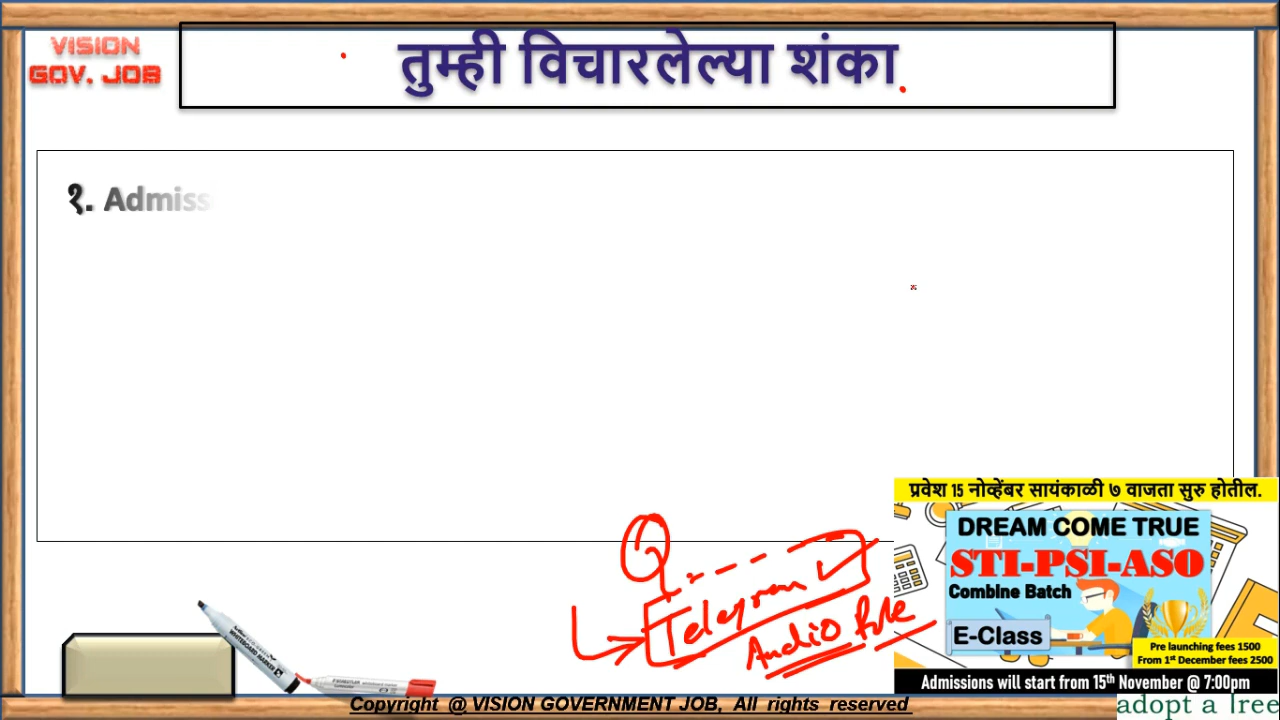 VISION
GOV. JOB
तुम्ही विचारलेल्या शंका
१. Admiss
Q
Telegram
Audio file
प्रवेश 15 नोव्हेंबर सायंकाळी ७ वाजता सुरु होतील.
DREAM COME TRUE
STI-PSI-ASO
Combine Batch
E-Class
Pre launching fees 1500
From 1st December fees 2500
Admissions will start from 15th November @ 7:00pm
Copyright @ VISION GOVERNMENT JOB, All rights reserved
adopt a Tree